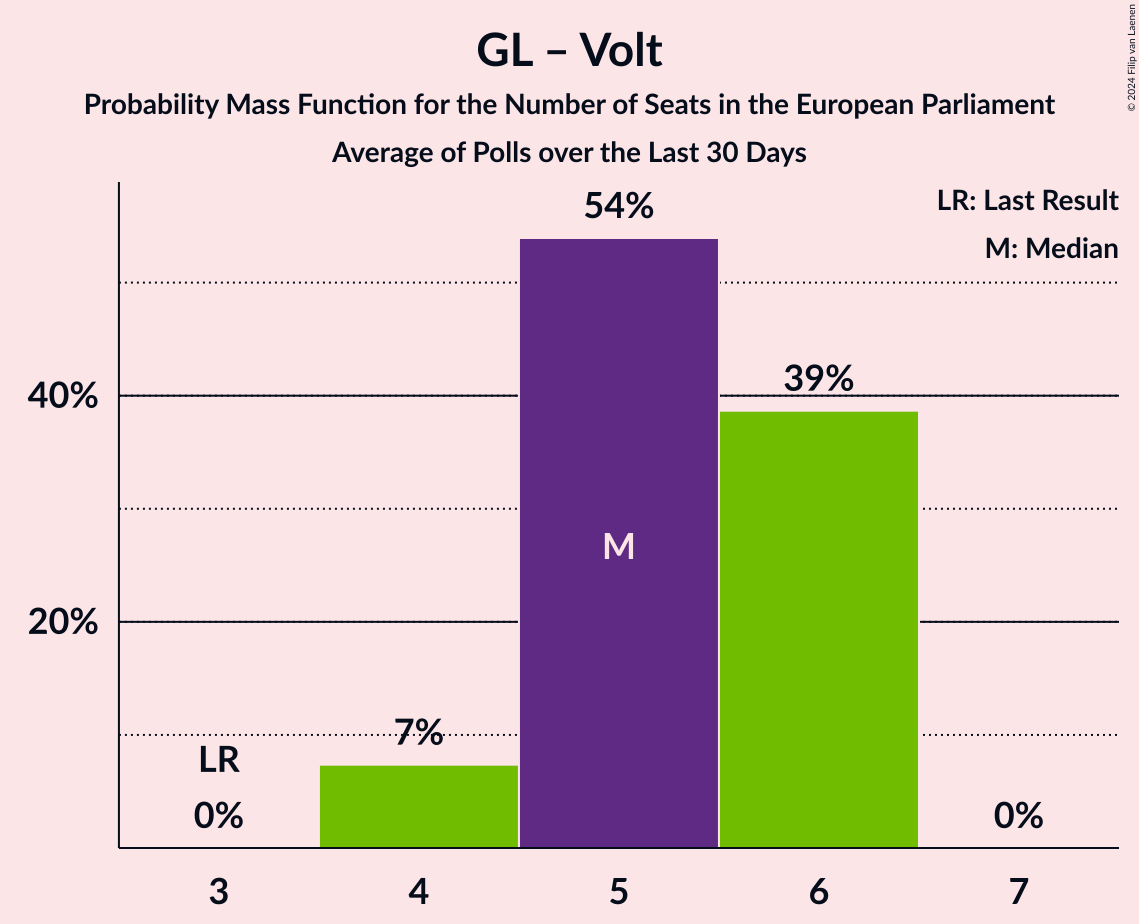 GL – Volt
Probability Mass Function for the Number of Seats in the European Parliament
Average of Polls over the Last 30 Days
© 2024 Filip van Laenen
LR: Last Result
M: Median
54%
39%
40%
M
20%
7%
LR
0%
0%
3 4 5 6 7